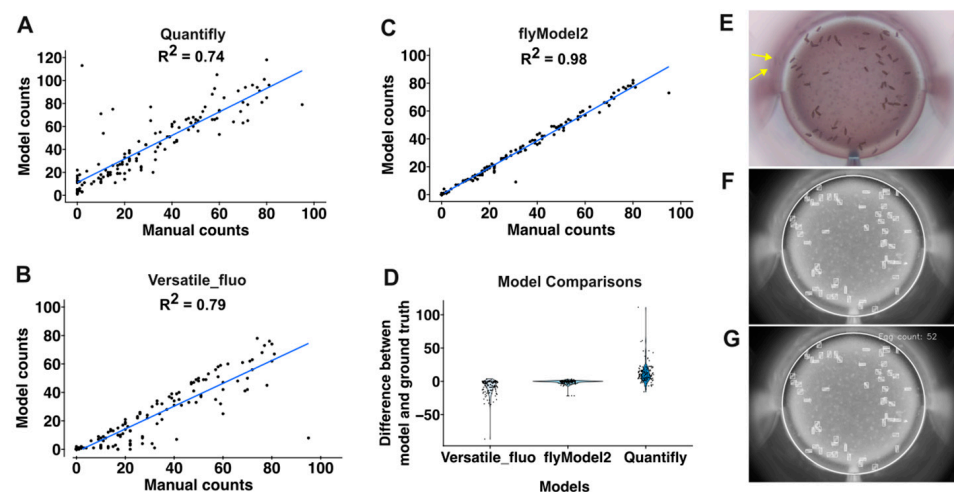 A
Quantifly
R2 = 0.74
Model counts
120
100
80
60
40
20
0
0 20 40 60 80 100
Manual counts
B
Versatile_fluo
R2 = 0.79
Model counts
100
80
60
40
20
0
0 20 40 60 80 100
Manual counts
C
flyModel2
R2 = 0.98
Model counts
100
80
60
40
20
0
0 20 40 60 80 100
Manual counts
D
Model Comparisons
Difference betwen
model and ground truth
100
50
0
−50
Versatile_fluo flyModel2 Quantifly
Models
E
F
G
Egg count: 52